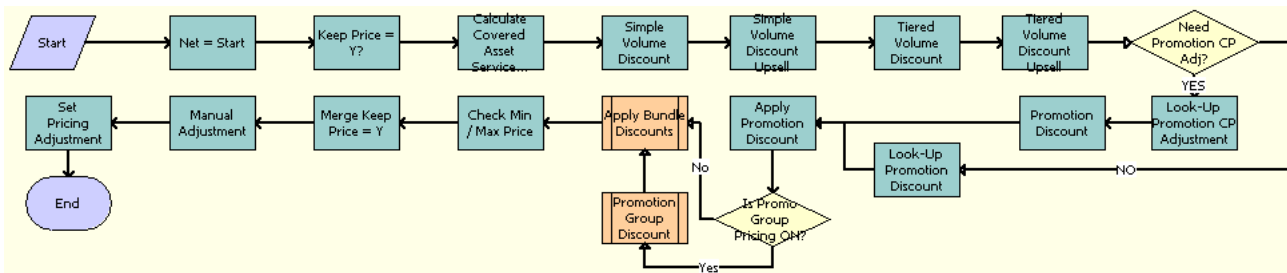 Start
Net = Start
Keep Price =
Y?
Calculate
Covered
Asset
Service...
Simple
Volume
Discount
Simple
Volume
Discount
Upsell
Tiered
Volume
Discount
Tiered
Volume
Discount
Upsell
Need
Promotion CP
Adj?
YES
Set
Pricing
Adjustment
Manual
Adjustment
Merge Keep
Price = Y
Check Min
/ Max Price
Apply Bundle
Discounts
Apply
Promotion
Discount
Promotion
Discount
Look-Up
Promotion CP
Adjustment
Look-Up
Promotion
Discount
NO
No
End
Promotion
Group
Discount
Is Promo
Group
Pricing ON?
Yes